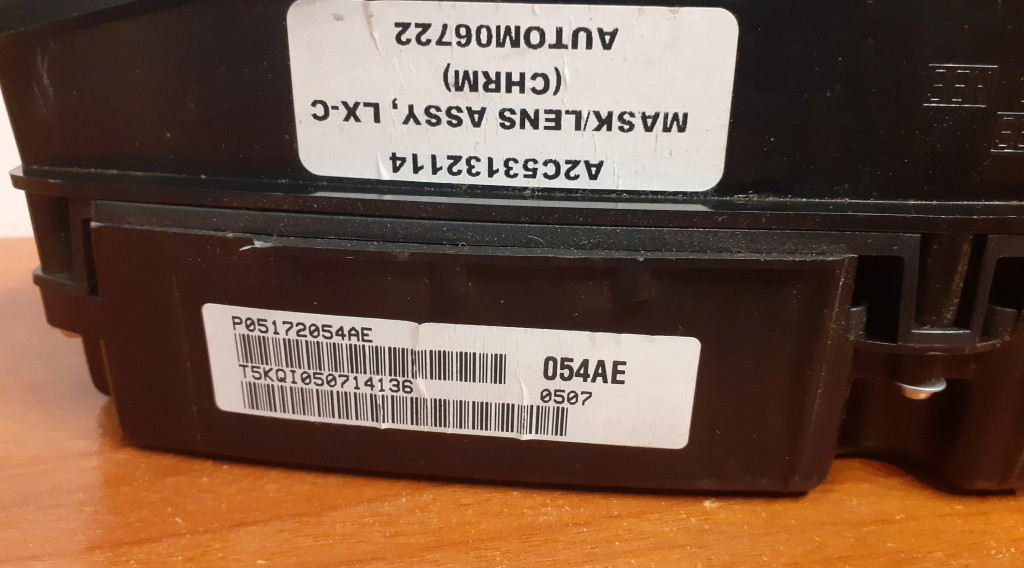 A2C53132114
MASK/LENS ASSY, LX-C
(CHRM)
AUTOM06722
P05172054AE
T5KQI050714136
054AE
0507